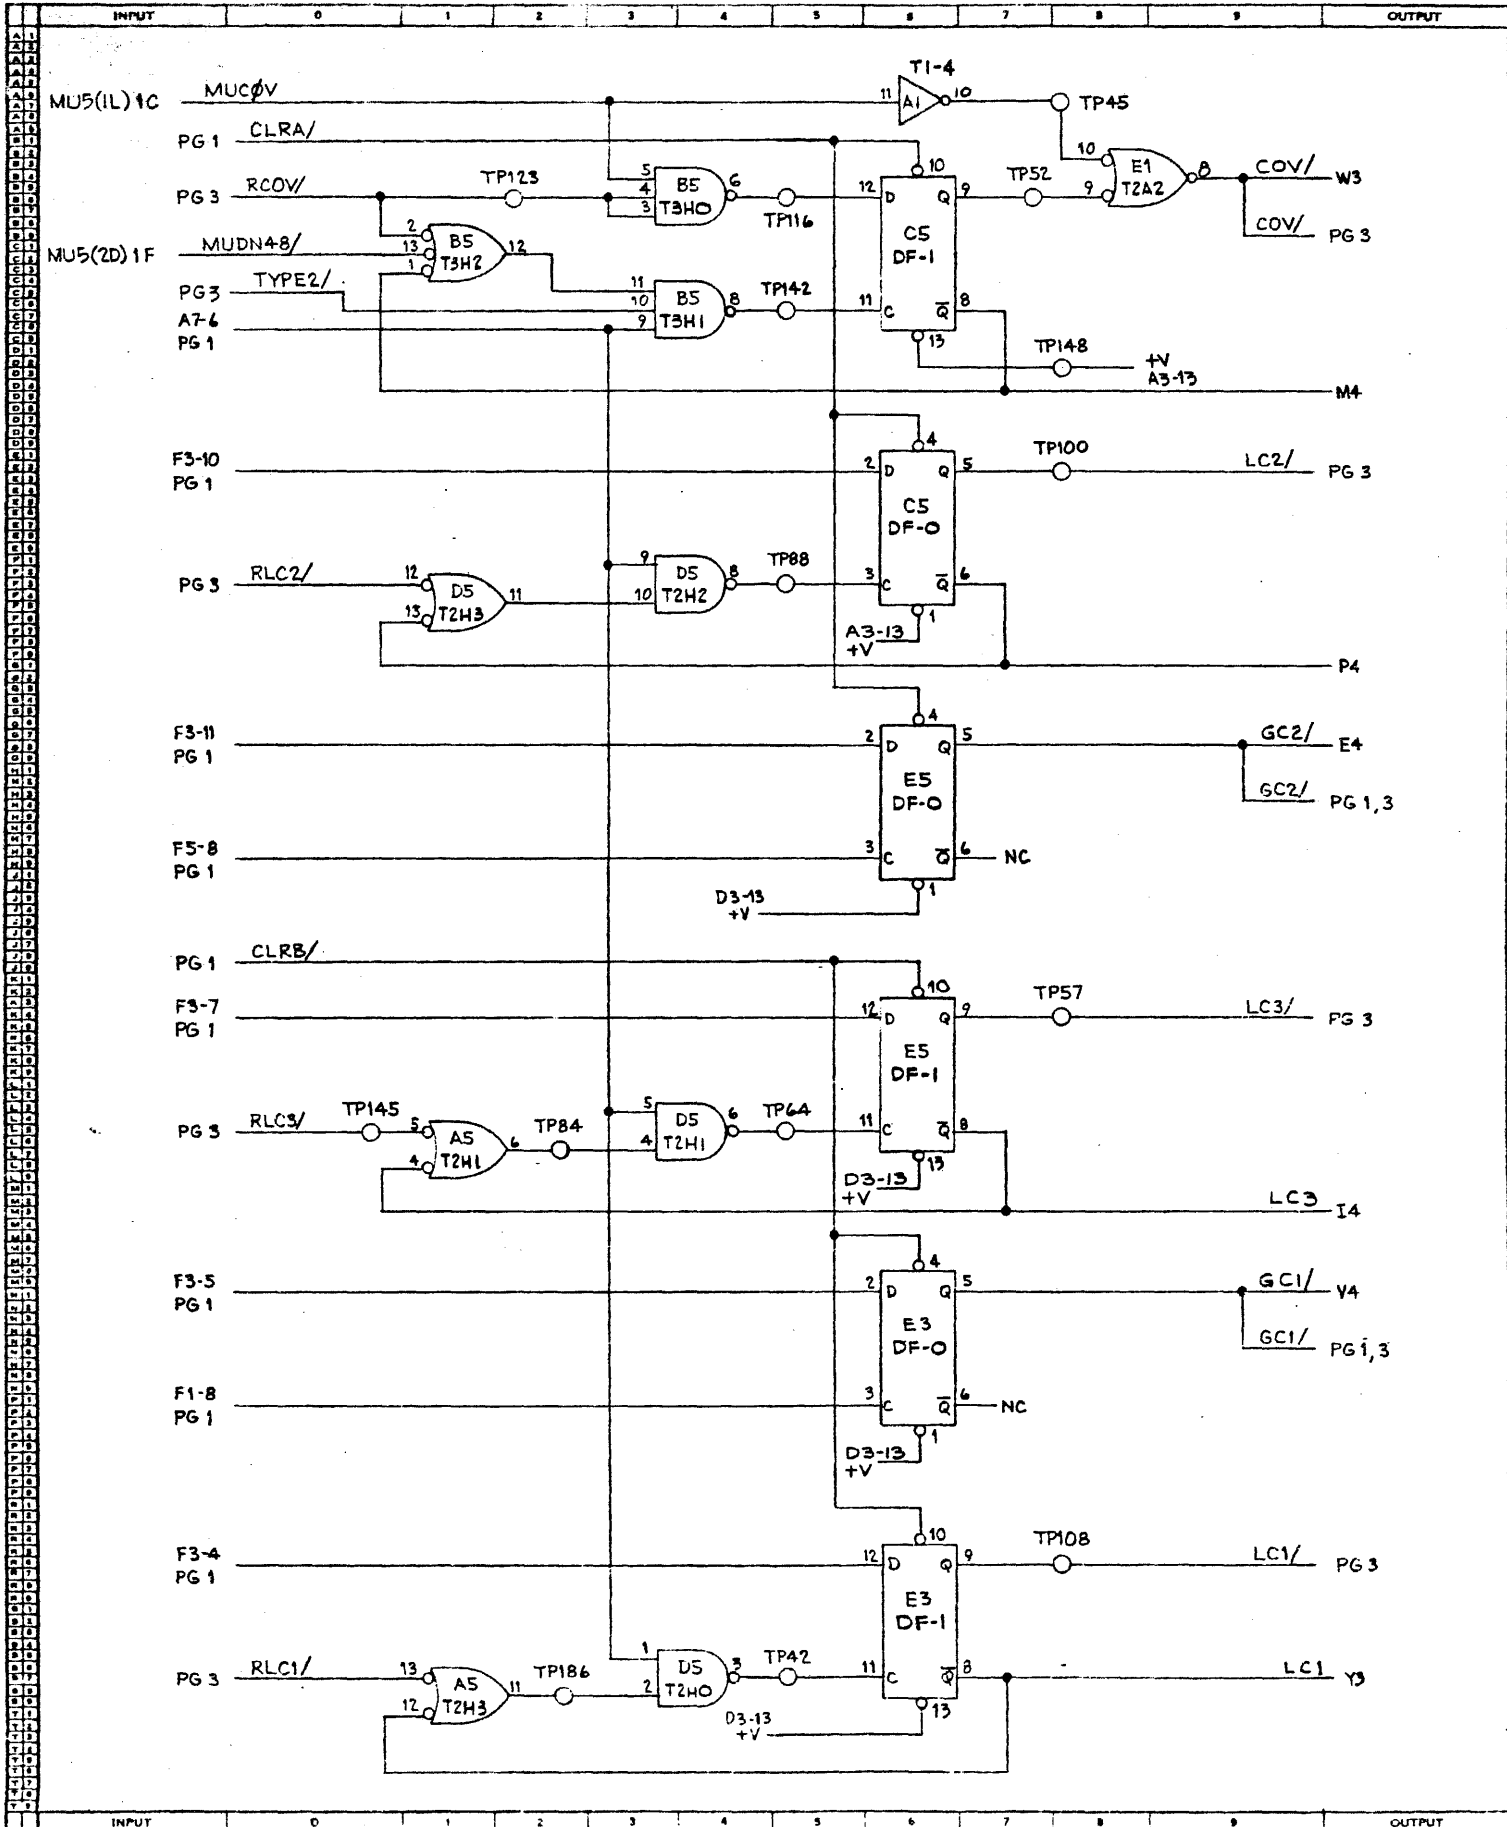 INPUT 0 1 2 3 4 5 6 7 8 9 OUTPUT
T1-4
MU5(1L)1C MUCØV 11 A1 10 TP45
PG 1 CLRA/
10 E1 8 COV/ W3
9 T2A2
PG 3 RCOV/ TP123 5 4 3 B5 T3H0 6 TP116 10 12 D Q 9 TP52
COV/ PG 3
C5
DF-1
MU5(2D)1F MUDN48/ 2 13 1 B5 T3H2 12
PG 3 TYPE2/ 11 10 9 B5 T3H1 8 TP142 11 C Q̅ 8
A7-6
PG 1
13 TP148 +V
A3-13
M4
4
F3-10
PG 1 2 D Q 5 TP100 LC2/ PG 3
C5
DF-0
PG 3 RLC2/ 12 13 D5 T2H3 11 9 10 D5 T2H2 8 TP88 3 C Q̅ 6
A3-13
+V 1
P4
4
F3-11
PG 1 2 D Q 5 GC2/ E4
E5
DF-0
GC2/ PG 1,3
F5-8
PG 1 3 C Q̅ 6 NC
D3-13
+V 1
PG 1 CLRB/
10
F3-7
PG 1 12 D Q 9 TP57 LC3/ PG 3
E5
DF-1
PG 3 RLC3/ TP145 5 4 A5 T2H1 6 TP84 5 4 D5 T2H1 6 TP64 11 C Q̅ 8
D3-13
+V 13
LC3 I4
4
F3-5
PG 1 2 D Q 5 GC1/ V4
E3
DF-0
GC1/ PG 1,3
F1-8
PG 1 3 C Q̅ 6 NC
D3-13
+V 1
10
F3-4
PG 1 12 D Q 9 TP108 LC1/ PG 3
E3
DF-1
PG 3 RLC1/ 13 12 A5 T2H3 11 TP186 1 2 D5 T2H0 3 TP42 11 C Q̅ 8 LC1 Y3
D3-13
+V 13
INPUT 0 1 2 3 4 5 6 7 8 9 OUTPUT